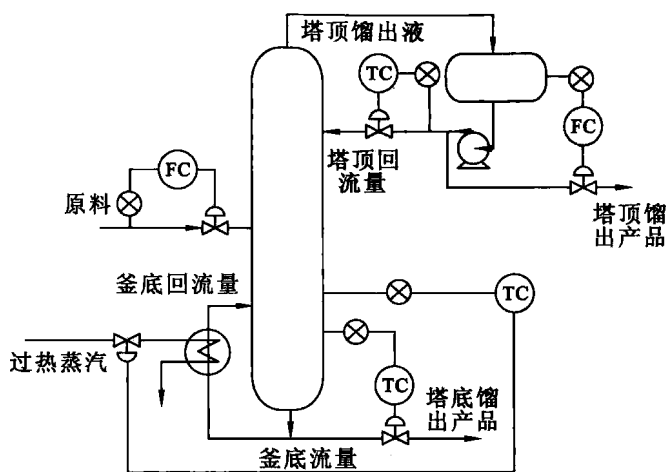 塔顶馏出液
TC
FC
塔顶回
流量
FC
原料
塔顶馏
出产品
釜底回流量
TC
过热蒸汽
TC
塔底馏
出产品
釜底流量